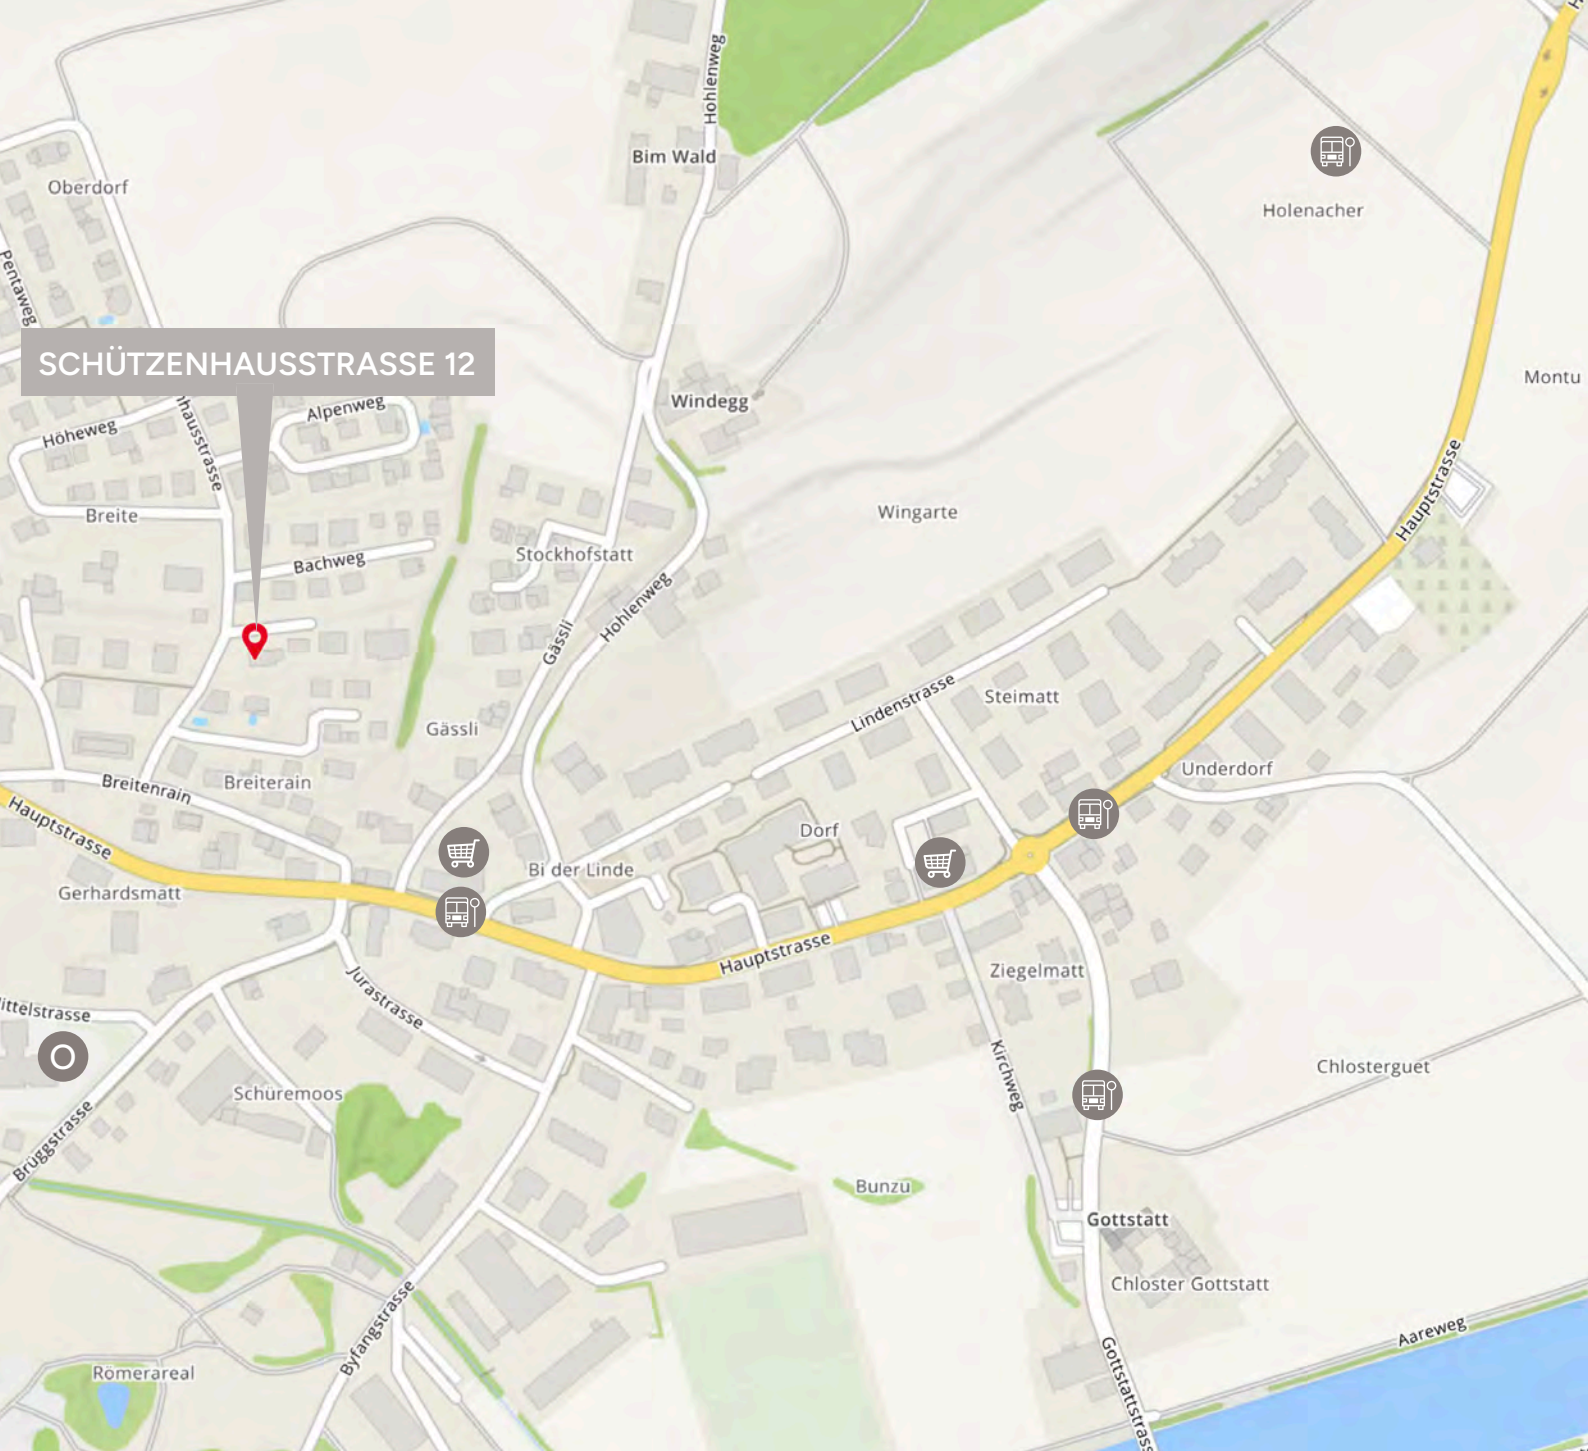 Hohlenweg
Bim Wald
Oberdorf
Holenacher
Pentaweg
SCHÜTZENHAUSSTRASSE 12
Montu
Windegg
Alpenweg
Höheweg
hausstrasse
Breite
Wingarte
Hauptstrasse
Stockhofstatt
Bachweg
Hohlenweg
Gässli
Steimatt
Lindenstrasse
Gässli
Underdorf
Breiterain
Breitenrain
Hauptstrasse
Dorf
Bi der Linde
Gerhardsmatt
Hauptstrasse
Ziegelmatt
Jurastrasse
ittelstrasse
O
Kirchweg
Chlosterguet
Schüremoos
Brüggstrasse
Bunzu
Gottstatt
Chloster Gottstatt
Aareweg
Byfangstrasse
Römerareal
Gottstattstrass